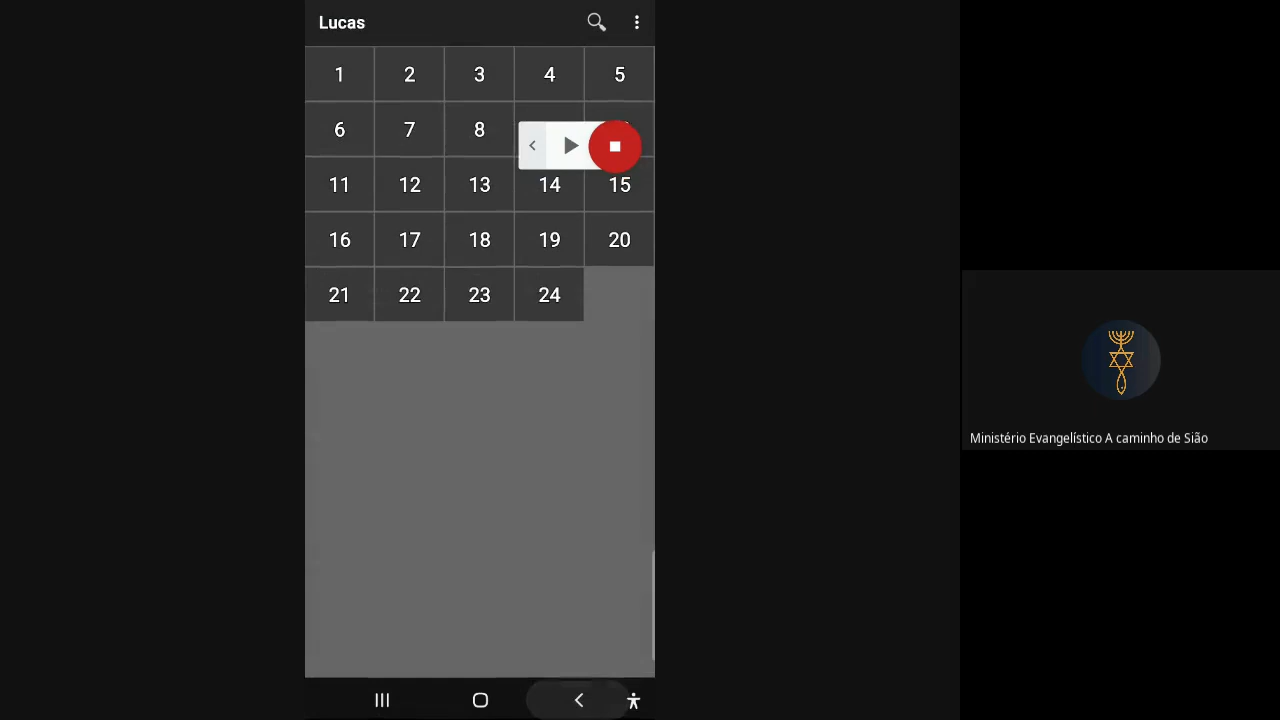 Lucas
1 2 3 4 5
6 7 8
11 12 13 14 15
16 17 18 19 20
21 22 23 24
Ministério Evangelístico A caminho de Sião